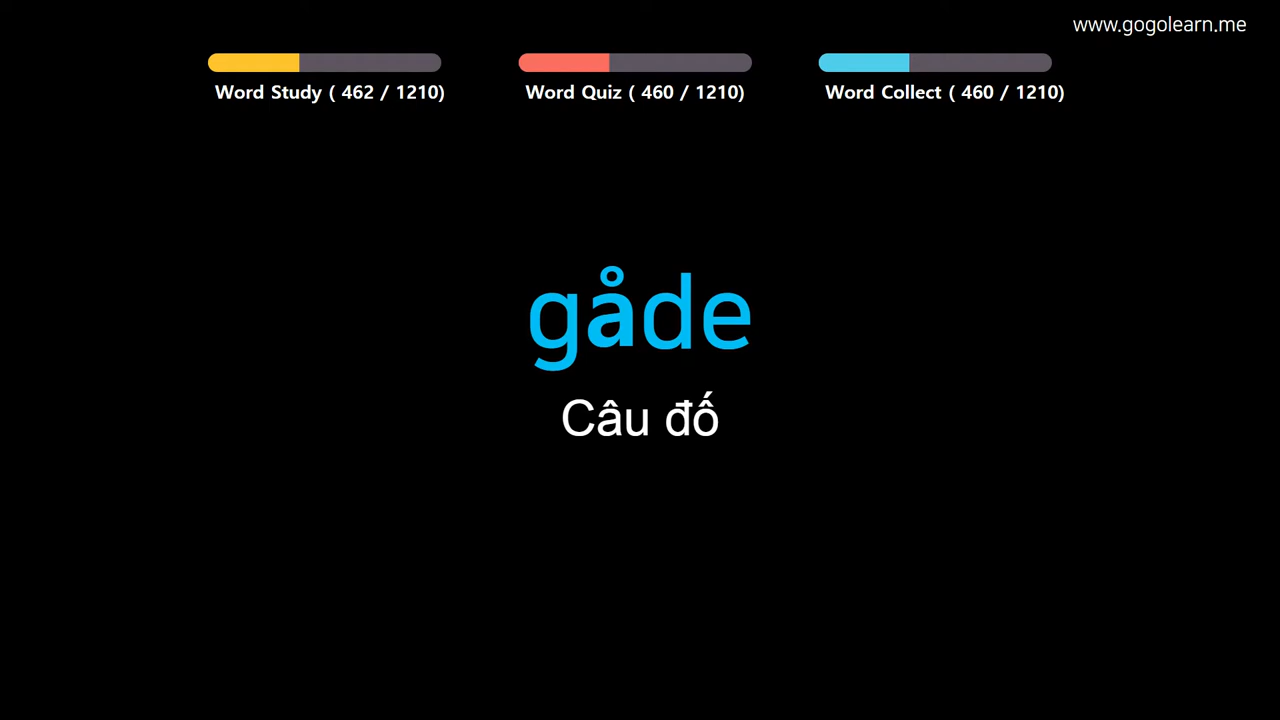 www.gogolearn.me
Word Study ( 462 / 1210)
Word Quiz ( 460 / 1210)
Word Collect ( 460 / 1210)
gåde
Câu đố